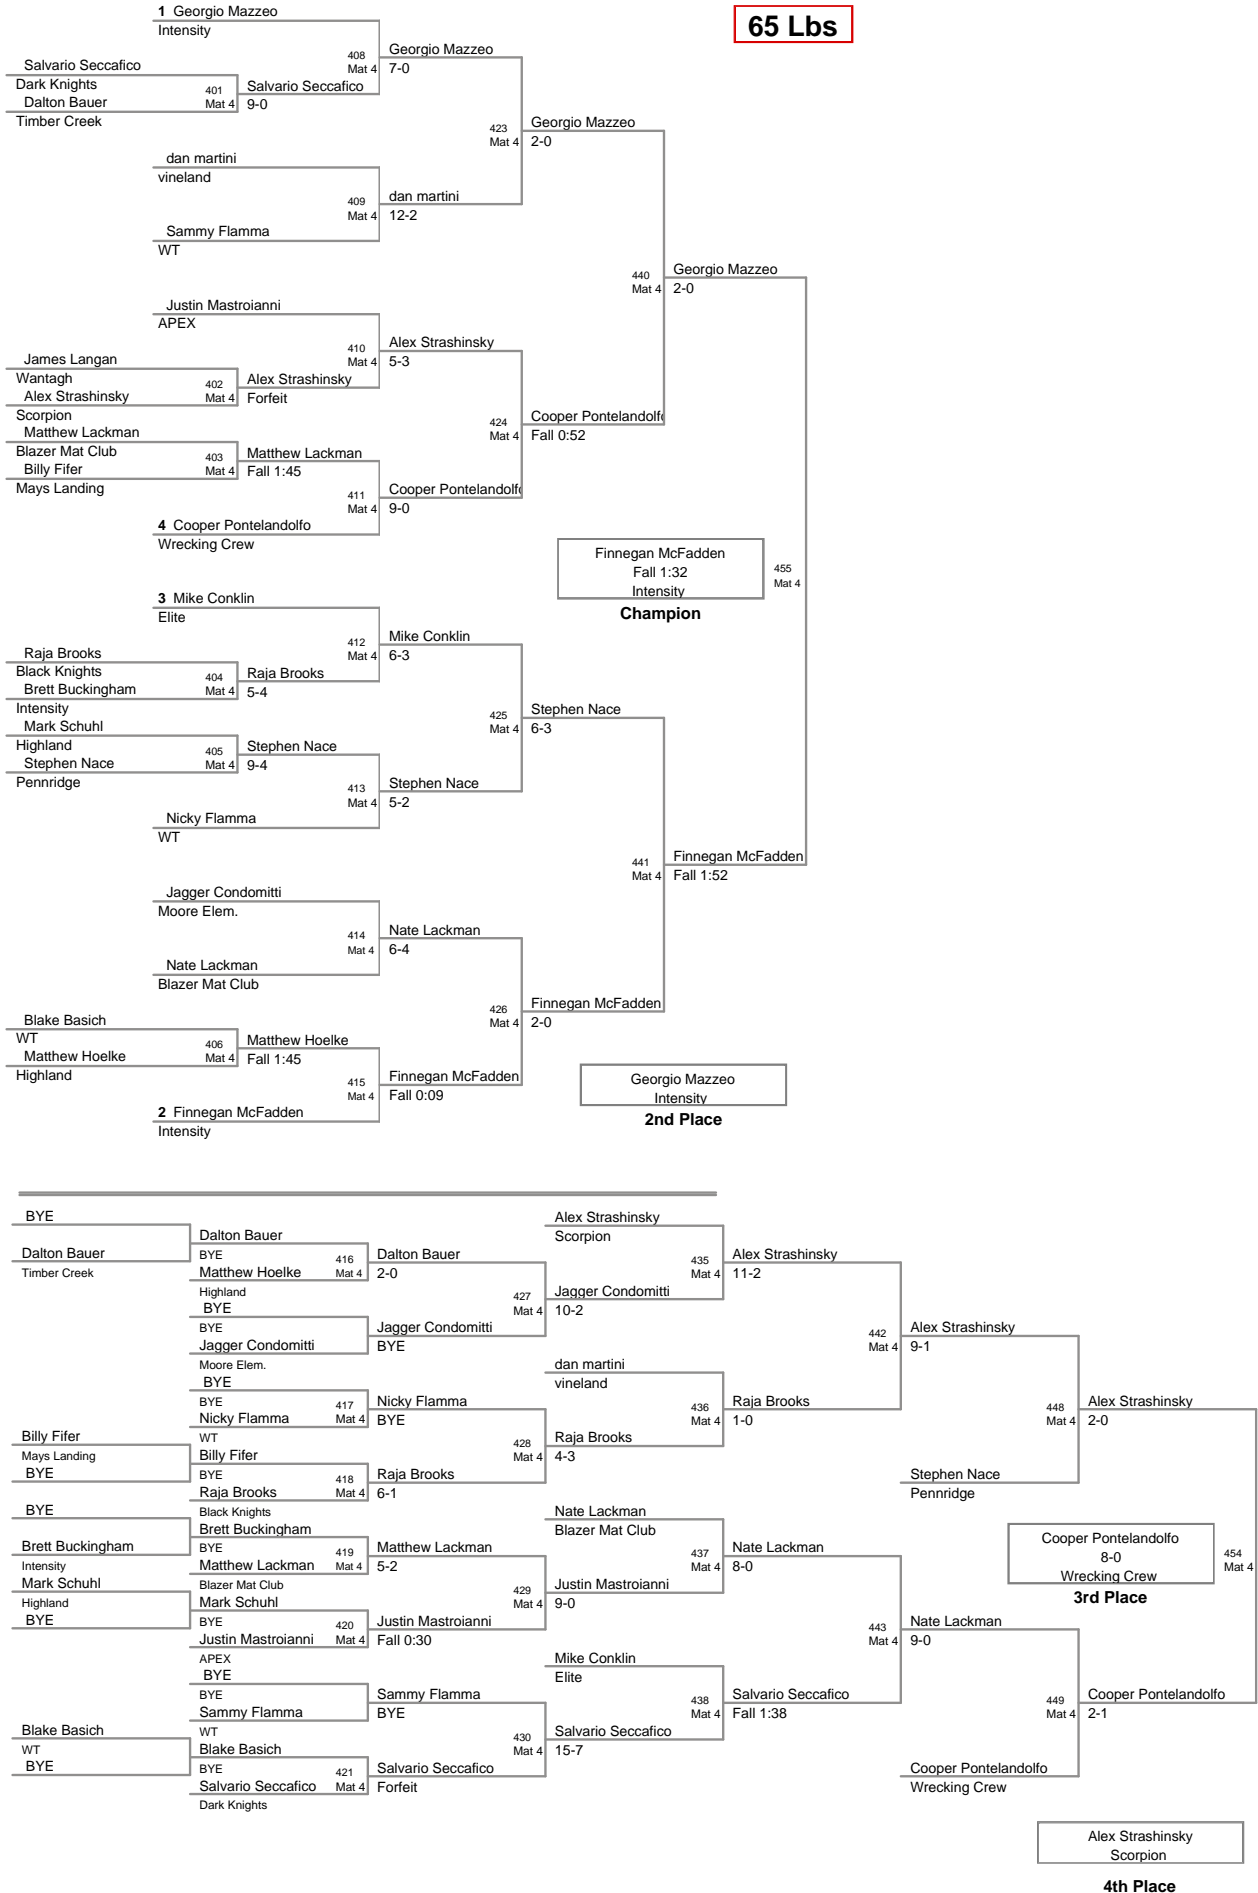 65 Lbs
1 Georgio Mazzeo
Intensity
408
Mat 4
Georgio Mazzeo
7-0
Salvario Seccafico
Dark Knights
401
Mat 4
Salvario Seccafico
9-0
Dalton Bauer
Timber Creek
423
Mat 4
Georgio Mazzeo
2-0
dan martini
vineland
409
Mat 4
dan martini
12-2
Sammy Flamma
WT
440
Mat 4
Georgio Mazzeo
2-0
Justin Mastroianni
APEX
410
Mat 4
Alex Strashinsky
5-3
James Langan
Wantagh
402
Mat 4
Alex Strashinsky
Forfeit
Alex Strashinsky
Scorpion
424
Mat 4
Cooper Pontelandolfo
Fall 0:52
Matthew Lackman
Blazer Mat Club
403
Mat 4
Matthew Lackman
Fall 1:45
Billy Fifer
Mays Landing
411
Mat 4
Cooper Pontelandolfo
9-0
4 Cooper Pontelandolfo
Wrecking Crew
Finnegan McFadden
Fall 1:32
Intensity
Champion
455
Mat 4
3 Mike Conklin
Elite
412
Mat 4
Mike Conklin
6-3
Raja Brooks
Black Knights
404
Mat 4
Raja Brooks
5-4
Brett Buckingham
Intensity
425
Mat 4
Stephen Nace
6-3
Mark Schuhl
Highland
405
Mat 4
Stephen Nace
9-4
Stephen Nace
Pennridge
413
Mat 4
Stephen Nace
5-2
Nicky Flamma
WT
441
Mat 4
Finnegan McFadden
Fall 1:52
Jagger Condomitti
Moore Elem.
414
Mat 4
Nate Lackman
6-4
Nate Lackman
Blazer Mat Club
426
Mat 4
Finnegan McFadden
2-0
Blake Basich
WT
406
Mat 4
Matthew Hoelke
Fall 1:45
Matthew Hoelke
Highland
415
Mat 4
Finnegan McFadden
Fall 0:09
2 Finnegan McFadden
Intensity
Georgio Mazzeo
Intensity
2nd Place
BYE
Dalton Bauer
Timber Creek
Dalton Bauer
BYE
416
Mat 4
Matthew Hoelke
Highland
Dalton Bauer
2-0
BYE
BYE
Jagger Condomitti
Moore Elem.
Jagger Condomitti
BYE
427
Mat 4
Jagger Condomitti
10-2
Alex Strashinsky
Scorpion
435
Mat 4
Alex Strashinsky
11-2
BYE
BYE
417
Mat 4
Nicky Flamma
WT
Nicky Flamma
BYE
Billy Fifer
Mays Landing
BYE
Billy Fifer
BYE
418
Mat 4
Raja Brooks
Black Knights
Raja Brooks
6-1
428
Mat 4
Raja Brooks
4-3
dan martini
vineland
436
Mat 4
Raja Brooks
1-0
442
Mat 4
Alex Strashinsky
9-1
Stephen Nace
Pennridge
448
Mat 4
Alex Strashinsky
2-0
BYE
Brett Buckingham
Intensity
Brett Buckingham
BYE
419
Mat 4
Matthew Lackman
Blazer Mat Club
Matthew Lackman
5-2
Mark Schuhl
Highland
BYE
Mark Schuhl
BYE
420
Mat 4
Justin Mastroianni
APEX
Justin Mastroianni
Fall 0:30
429
Mat 4
Justin Mastroianni
9-0
Nate Lackman
Blazer Mat Club
437
Mat 4
Nate Lackman
8-0
Cooper Pontelandolfo
8-0
Wrecking Crew
3rd Place
454
Mat 4
BYE
BYE
Sammy Flamma
WT
Sammy Flamma
BYE
Blake Basich
WT
BYE
Blake Basich
BYE
421
Mat 4
Salvario Seccafico
Dark Knights
Salvario Seccafico
Forfeit
430
Mat 4
Salvario Seccafico
15-7
Mike Conklin
Elite
438
Mat 4
Salvario Seccafico
Fall 1:38
443
Mat 4
Nate Lackman
9-0
Cooper Pontelandolfo
Wrecking Crew
449
Mat 4
Cooper Pontelandolfo
2-1
Alex Strashinsky
Scorpion
4th Place